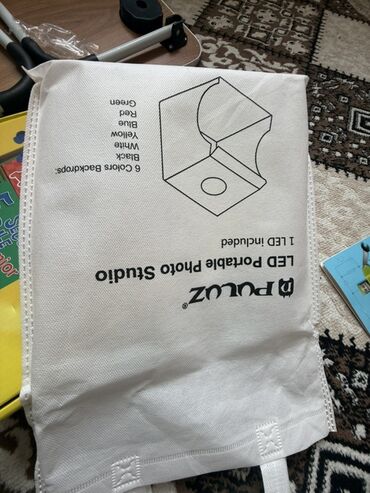 PULUZ®
LED Portable Photo Studio
1 LED included
6 Colors Backdrops:
Black
White
Yellow
Blue
Red
Green